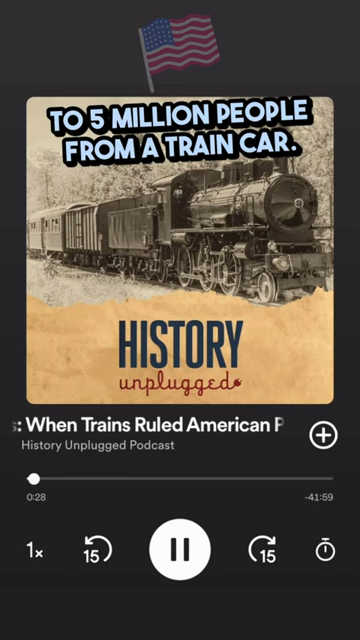 TO 5 MILLION PEOPLE
FROM A TRAIN CAR.
HISTORY
unplugged
s: When Trains Ruled American P
History Unplugged Podcast
0:28
-41:59
1x
15
15